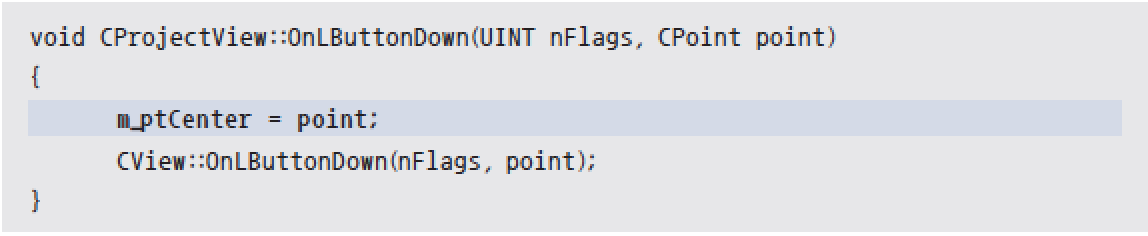 void CProjectView::OnLButtonDown(UINT nFlags, CPoint point)
{
m_ptCenter = point;
CView::OnLButtonDown(nFlags, point);
}